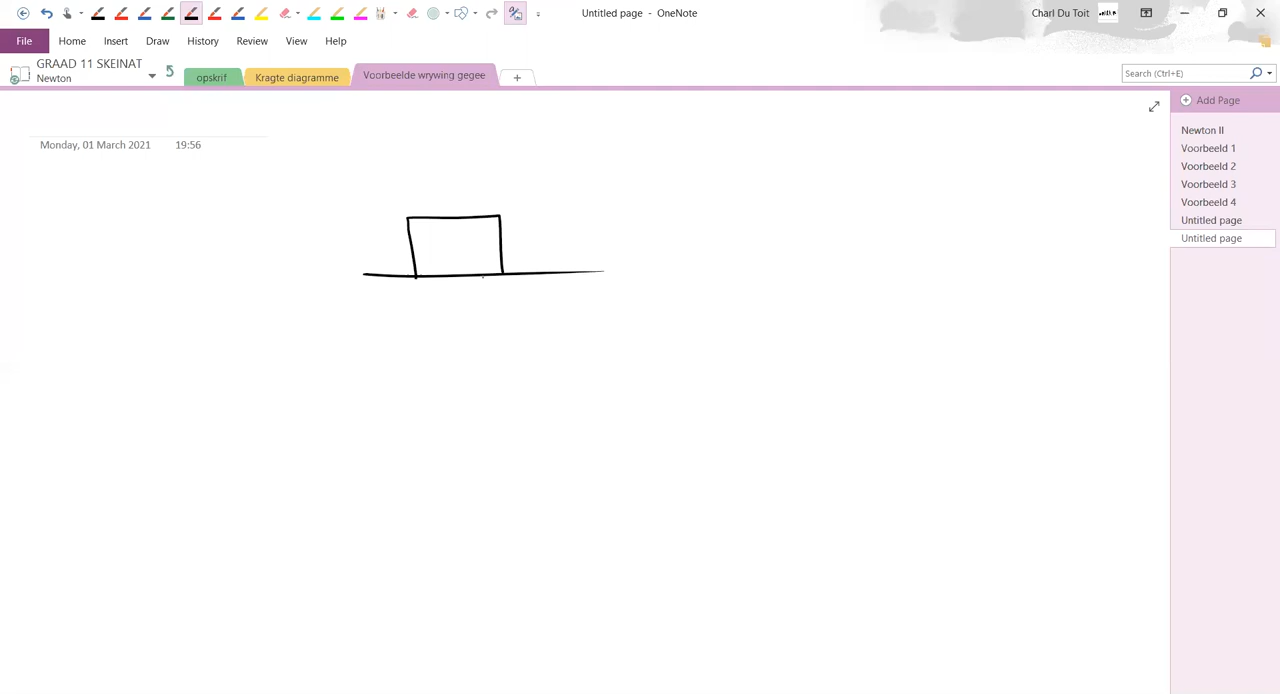 Untitled page - OneNote
Charl Du Toit
File Home Insert Draw History Review View Help
GRAAD 11 SKEINAT
Newton
opskrif Kragte diagramme Voorbeelde wrywing gegee +
Search (Ctrl+E)
Add Page
Monday, 01 March 2021 19:56
Newton II
Voorbeeld 1
Voorbeeld 2
Voorbeeld 3
Voorbeeld 4
Untitled page
Untitled page